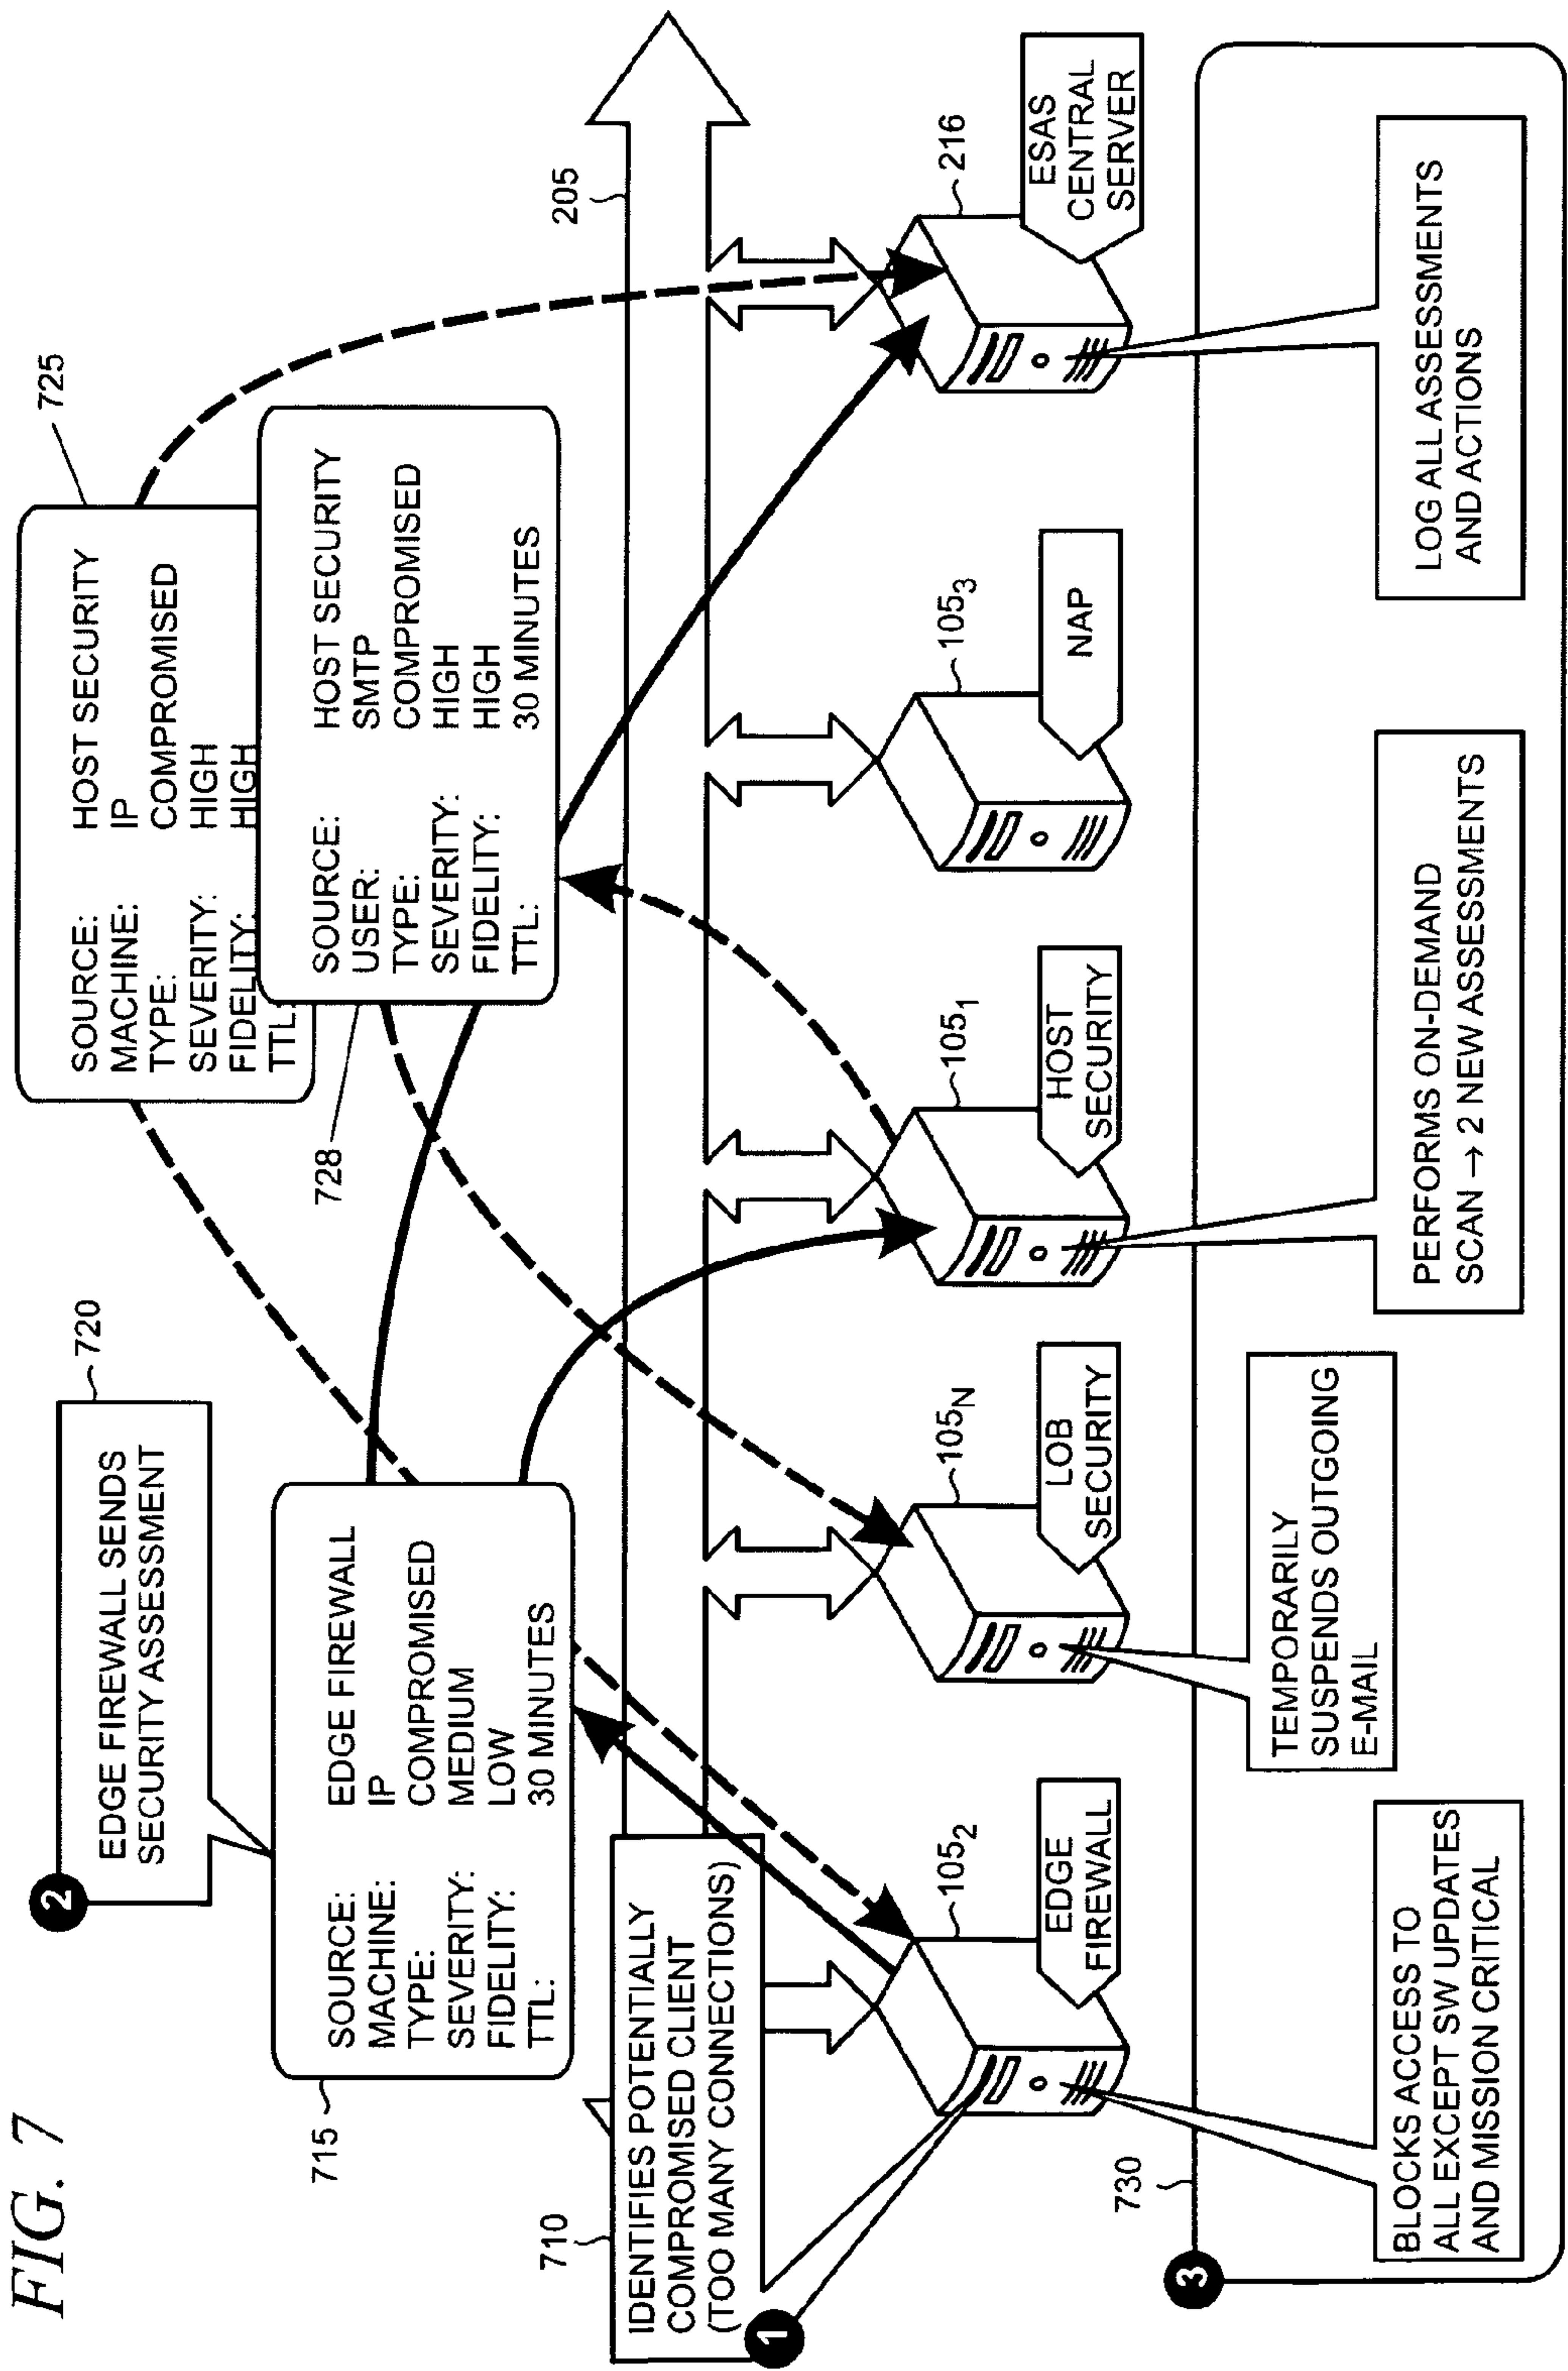 FIG. 7
2
720
EDGE FIREWALL SENDS
SECURITY ASSESSMENT
725
SOURCE: HOST SECURITY
MACHINE: IP
TYPE: COMPROMISED
SEVERITY: HIGH
FIDELITY: HIGH
TTL:
715
SOURCE: EDGE FIREWALL
MACHINE: IP
TYPE: COMPROMISED
SEVERITY: MEDIUM
FIDELITY: LOW
TTL: 30 MINUTES
728
SOURCE: HOST SECURITY
USER: SMTP
TYPE: COMPROMISED
SEVERITY: HIGH
FIDELITY: HIGH
TTL: 30 MINUTES
205
710
IDENTIFIES POTENTIALLY
COMPROMISED CLIENT
(TOO MANY CONNECTIONS)
1
105₂
EDGE
FIREWALL
105N
LOB
SECURITY
105₁
HOST
SECURITY
105₃
NAP
216
ESAS
CENTRAL
SERVER
730
3
BLOCKS ACCESS TO
ALL EXCEPT SW UPDATES
AND MISSION CRITICAL
TEMPORARILY
SUSPENDS OUTGOING
E-MAIL
PERFORMS ON-DEMAND
SCAN → 2 NEW ASSESSMENTS
LOG ALL ASSESSMENTS
AND ACTIONS